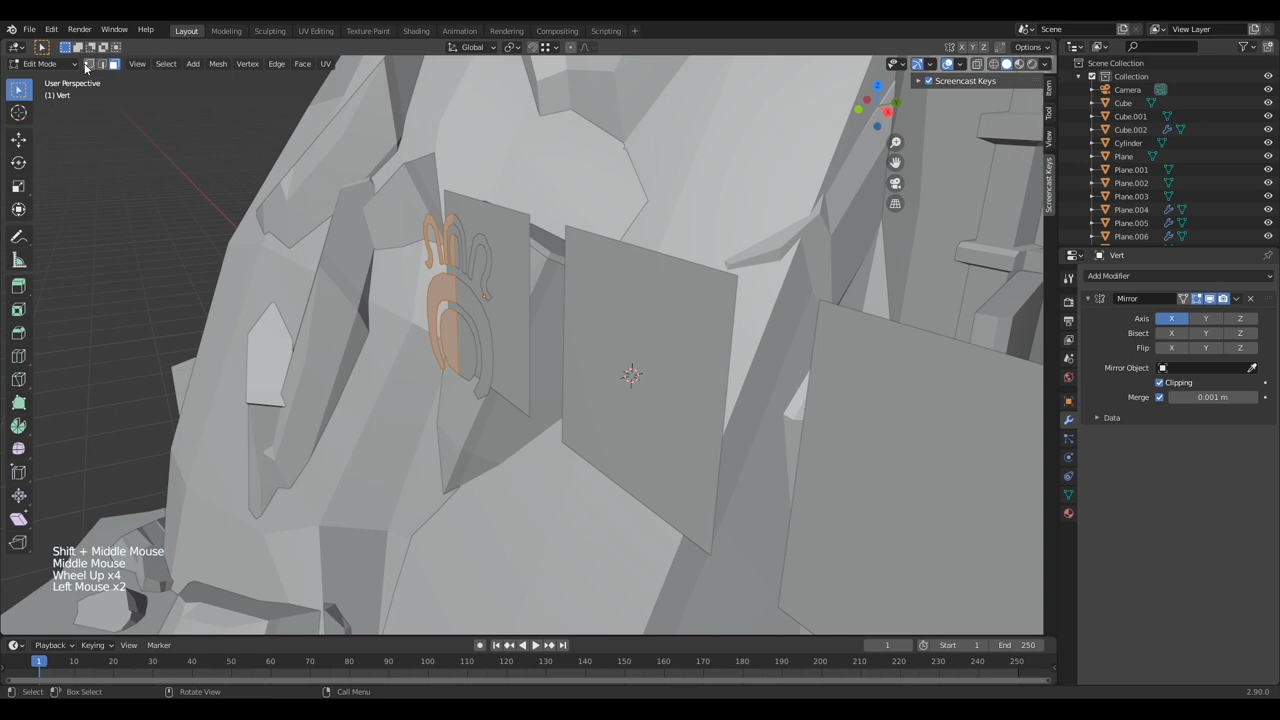 File Edit Render Window Help
Layout Modeling Sculpting UV Editing Texture Paint Shading Animation Rendering Compositing Scripting +
Scene
View Layer
Global
X Y Z
Options
Edit Mode
View Select Add Mesh Vertex Edge Face UV
User Perspective
(1) Vert
Screencast Keys
Item
Tool
View
Screencast Keys
Scene Collection
Collection
Camera
Cube
Cube.001
Cube.002
Cylinder
Plane
Plane.001
Plane.002
Plane.003
Plane.004
Plane.005
Plane.006
Vert
Add Modifier
Mirror
Axis X Y Z
Bisect X Y Z
Flip X Y Z
Mirror Object
Clipping
Merge 0.001 m
Data
Shift + Middle Mouse
Middle Mouse
Wheel Up x4
Left Mouse x2
Playback Keying View Marker
1
Start 1
End 250
1 10 20 30 40 50 60 70 80 90 100 110 120 130 140 150 160 170 180 190 200 210 220 230 240 250
Select
Box Select
Rotate View
Call Menu
2.90.0